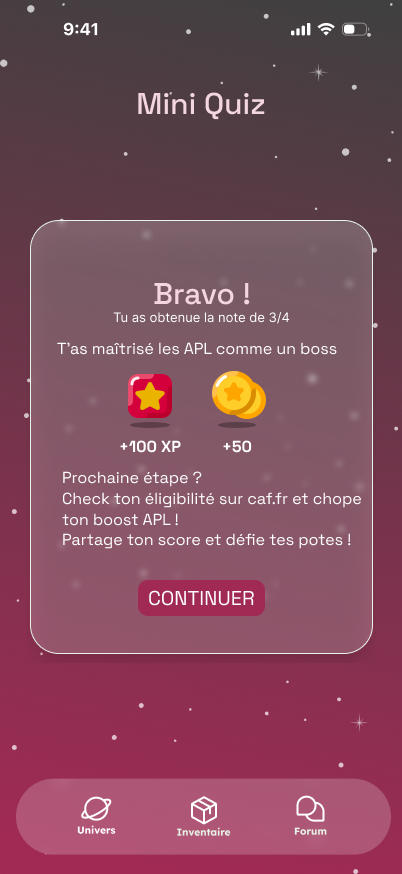 9:41
Mini Quiz
Bravo !
Tu as obtenue la note de 3/4
T'as maîtrisé les APL comme un boss
+100 XP +50
Prochaine étape ?
Check ton éligibilité sur caf.fr et chope
ton boost APL !
Partage ton score et défie tes potes !
CONTINUER
Univers Inventaire Forum